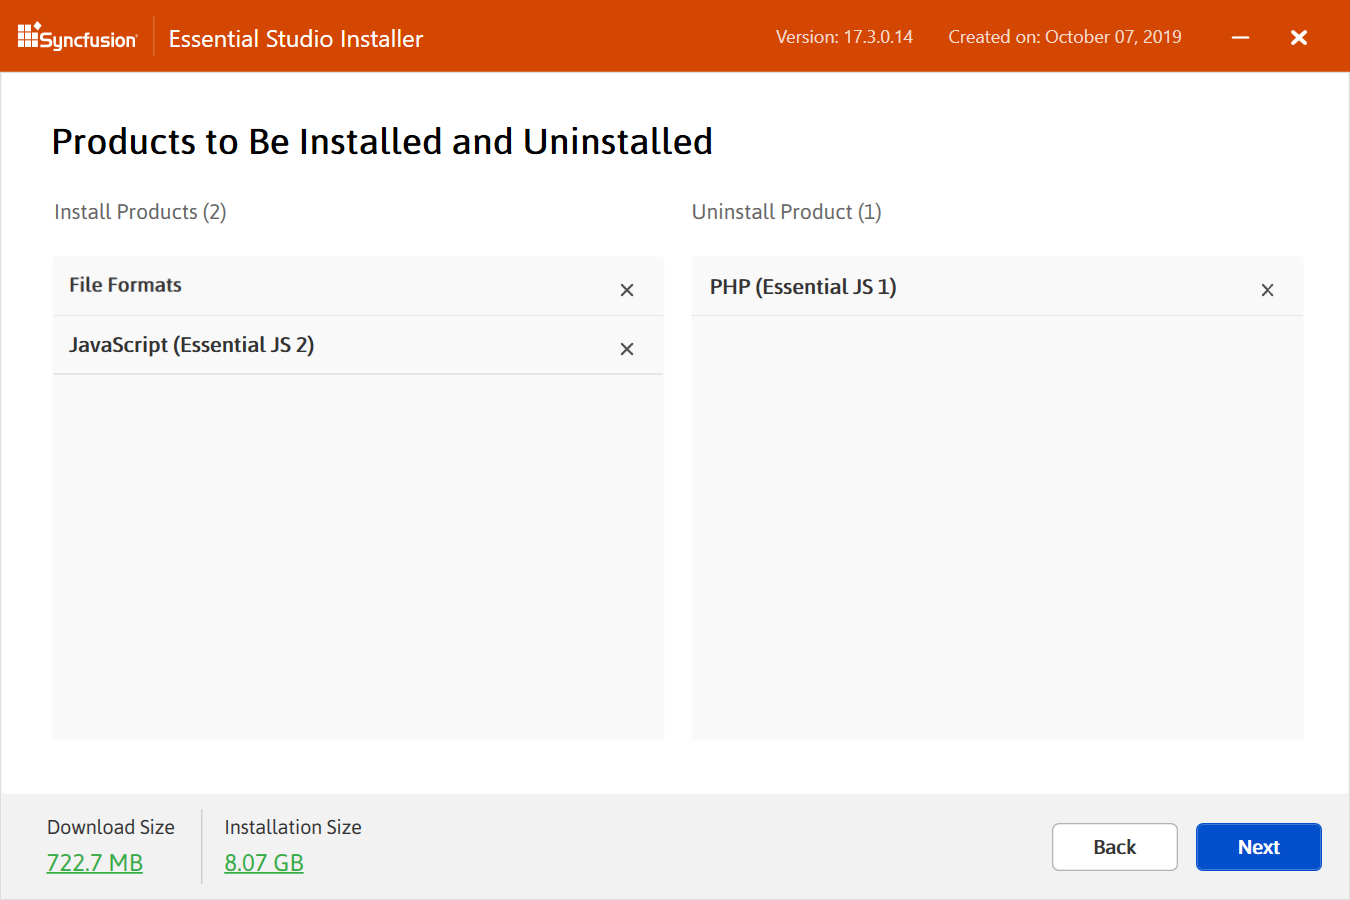 Syncfusion
Essential Studio Installer
Version: 17.3.0.14
Created on: October 07, 2019
Products to Be Installed and Uninstalled
Install Products (2)
Uninstall Product (1)
File Formats
JavaScript (Essential JS 2)
PHP (Essential JS 1)
Download Size
722.7 MB
Installation Size
8.07 GB
Back
Next